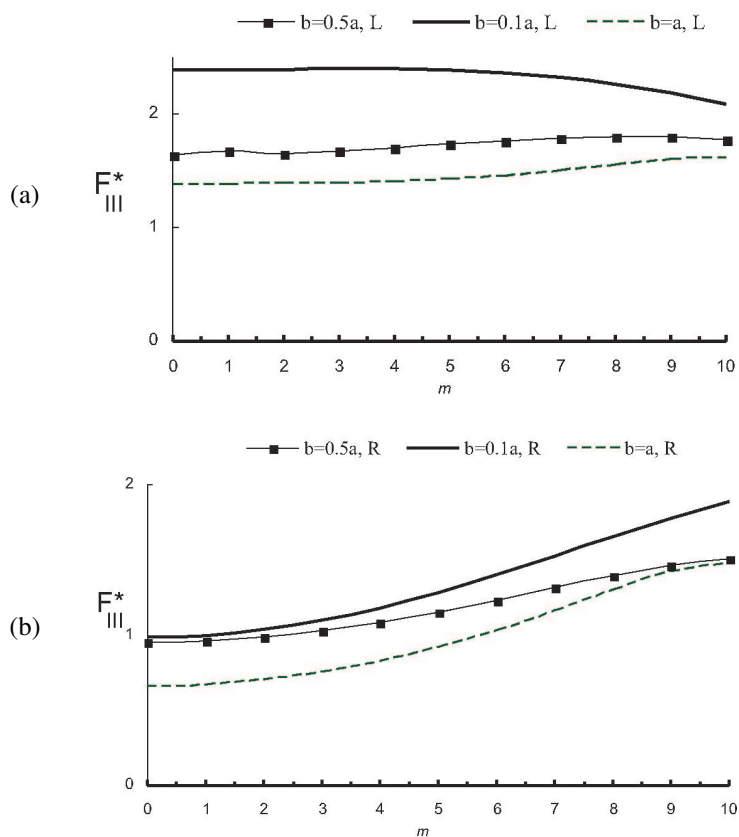 b=0.5a, L b=0.1a, L b=a, L
2
(a)
F*III
1
0
0 1 2 3 4 5 6 7 8 9 10
m
b=0.5a, R b=0.1a, R b=a, R
2
F*III
1
(b)
0
0 1 2 3 4 5 6 7 8 9 10
m